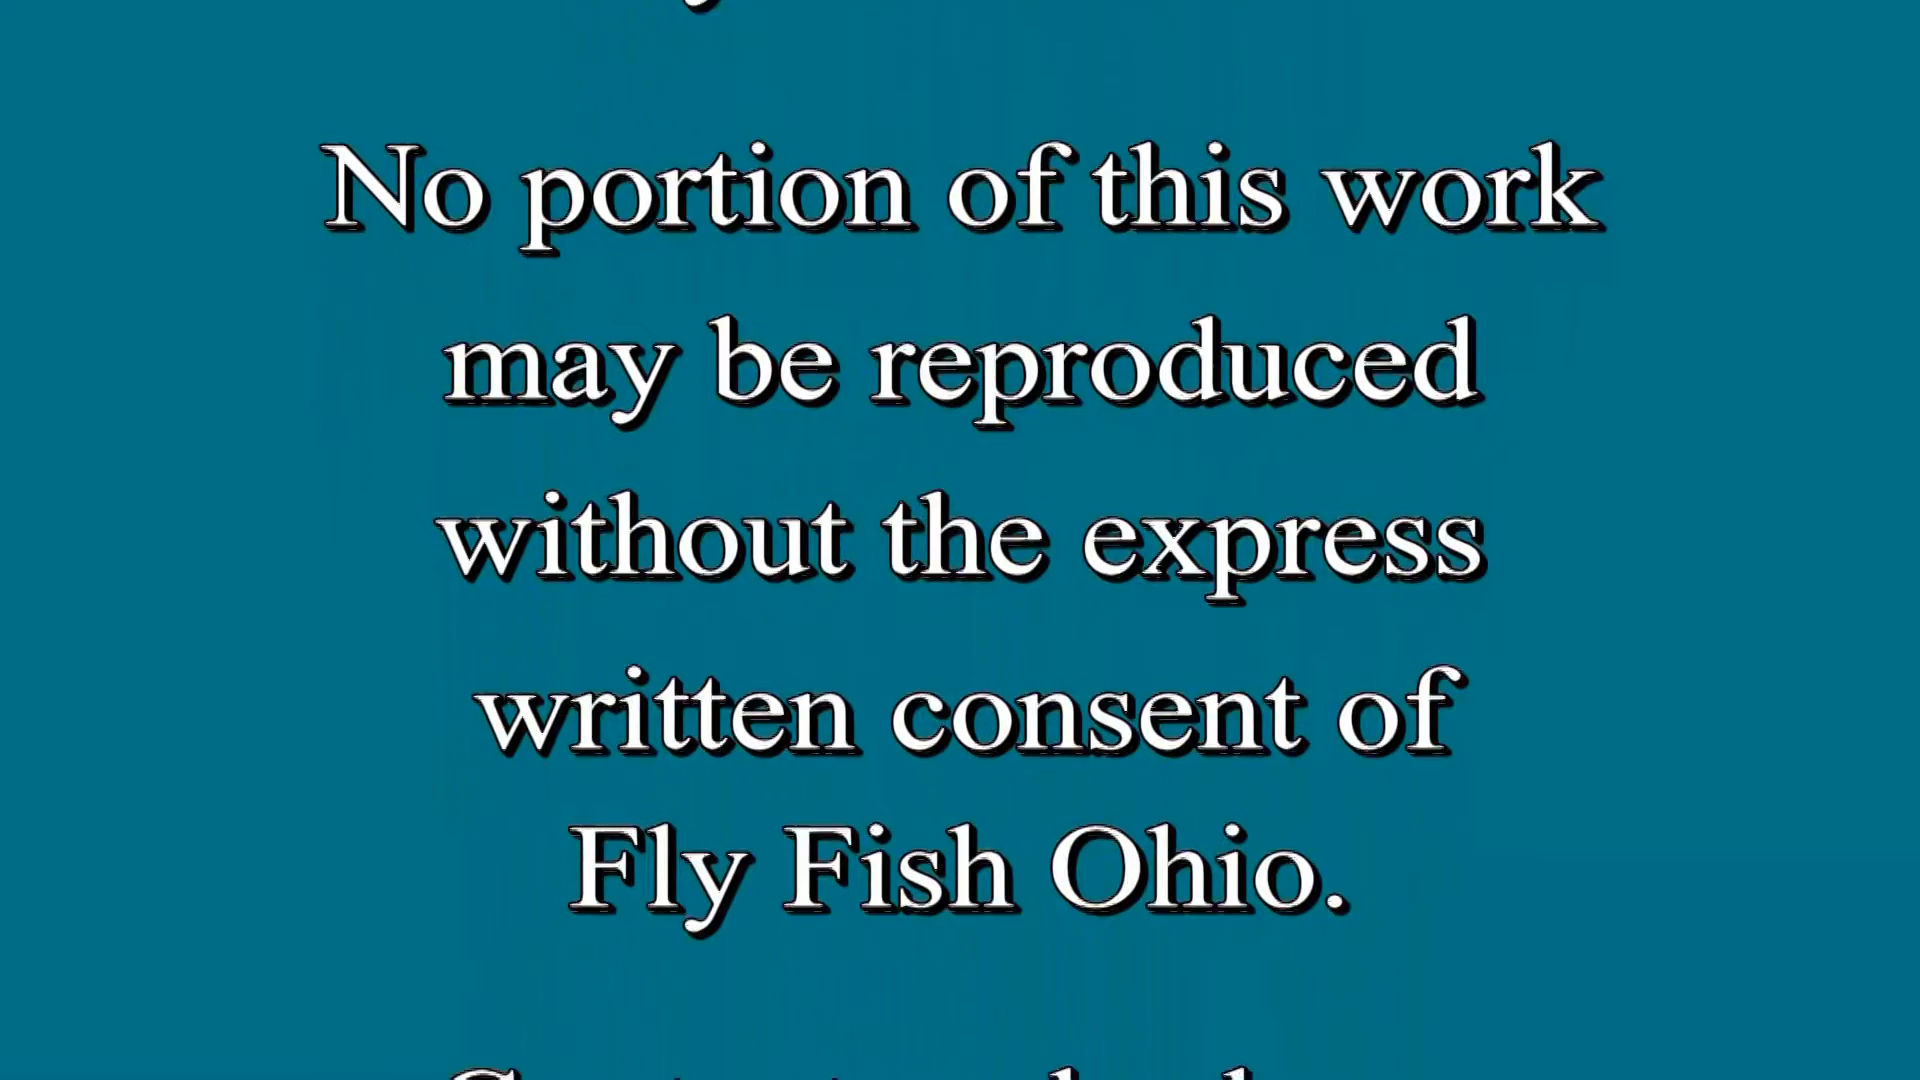 No portion of this work
may be reproduced
without the express
written consent of
Fly Fish Ohio.